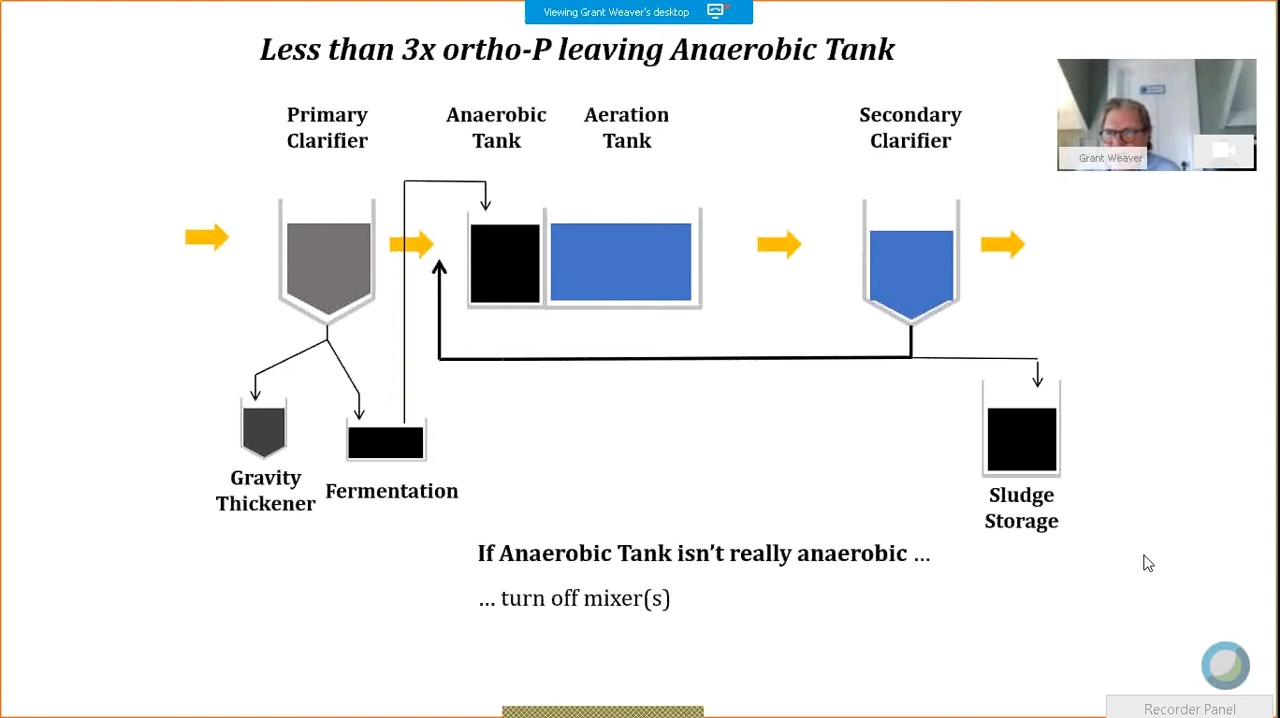 Viewing Grant Weaver's desktop
Less than 3x ortho-P leaving Anaerobic Tank
Primary
Clarifier
Anaerobic
Tank
Aeration
Tank
Secondary
Clarifier
Grant Weaver
Gravity
Thickener
Fermentation
Sludge
Storage
If Anaerobic Tank isn't really anaerobic ...
... turn off mixer(s)
Recorder Panel